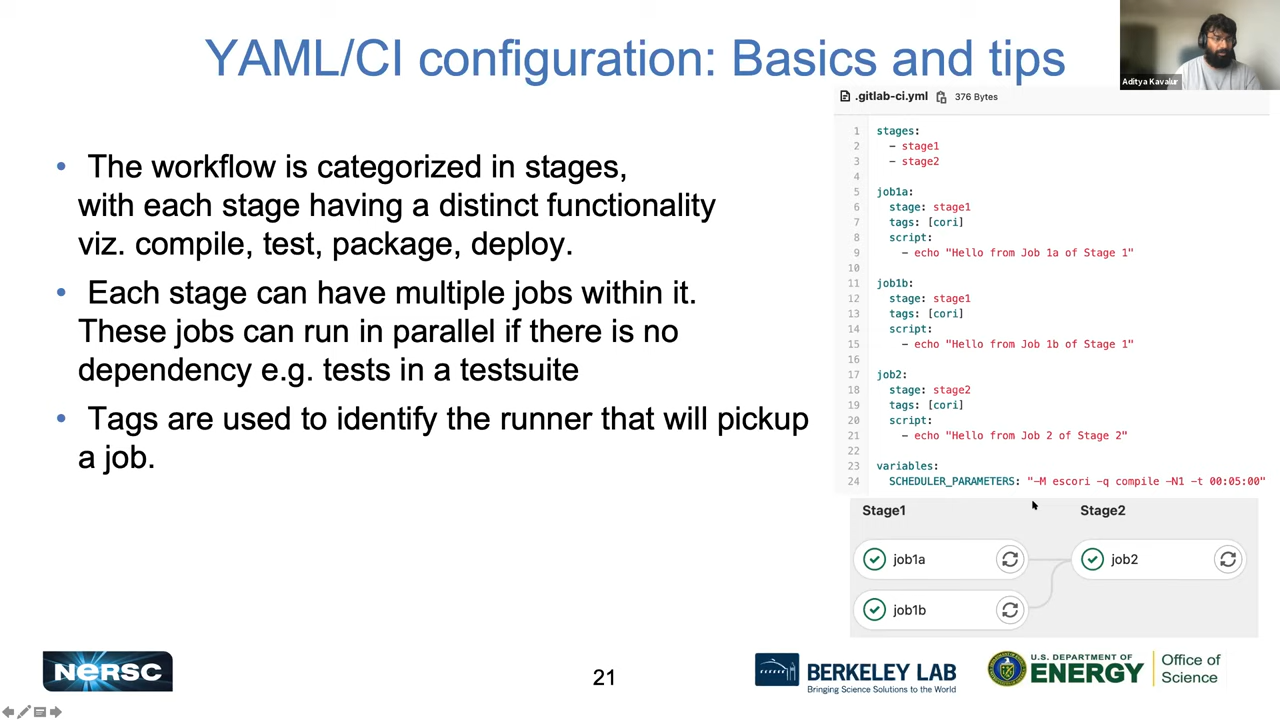 YAML/CI configuration: Basics and tips
Aditya Kavalur
• The workflow is categorized in stages,
with each stage having a distinct functionality
viz. compile, test, package, deploy.
• Each stage can have multiple jobs within it.
These jobs can run in parallel if there is no
dependency e.g. tests in a testsuite
• Tags are used to identify the runner that will pickup
a job.
.gitlab-ci.yml 376 Bytes
1 stages:
2 - stage1
3 - stage2
4
5 job1a:
6 stage: stage1
7 tags: [cori]
8 script:
9 - echo "Hello from Job 1a of Stage 1"
10
11 job1b:
12 stage: stage1
13 tags: [cori]
14 script:
15 - echo "Hello from Job 1b of Stage 1"
16
17 job2:
18 stage: stage2
19 tags: [cori]
20 script:
21 - echo "Hello from Job 2 of Stage 2"
22
23 variables:
24 SCHEDULER_PARAMETERS: "-M escori -q compile -N1 -t 00:05:00"
Stage1 Stage2
job1a job2
job1b
NERSC
21
BERKELEY LAB
Bringing Science Solutions to the World
U.S. DEPARTMENT OF
ENERGY
Office of
Science